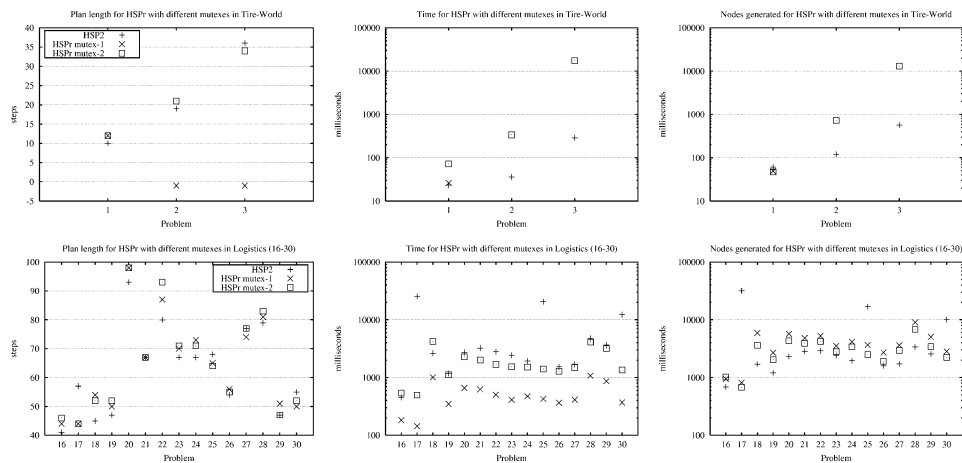 Plan length for HSPr with different mutexes in Tire-World
40
35
30
25
20
15
10
5
0
-5
steps
HSP2
HSPr mutex-1
HSPr mutex-2
1 2 3
Problem
Time for HSPr with different mutexes in Tire-World
100000
10000
1000
100
10
milliseconds
1 2 3
Problem
Nodes generated for HSPr with different mutexes in Tire-World
100000
10000
1000
100
10
milliseconds
1 2 3
Problem
Plan length for HSPr with different mutexes in Logistics (16-30)
100
90
80
70
60
50
40
steps
HSP2
HSPr mutex-1
HSPr mutex-2
16 17 18 19 20 21 22 23 24 25 26 27 28 29 30
Problem
Time for HSPr with different mutexes in Logistics (16-30)
100000
10000
1000
100
milliseconds
16 17 18 19 20 21 22 23 24 25 26 27 28 29 30
Problem
Nodes generated for HSPr with different mutexes in Logistics (16-30)
100000
10000
1000
100
milliseconds
16 17 18 19 20 21 22 23 24 25 26 27 28 29 30
Problem